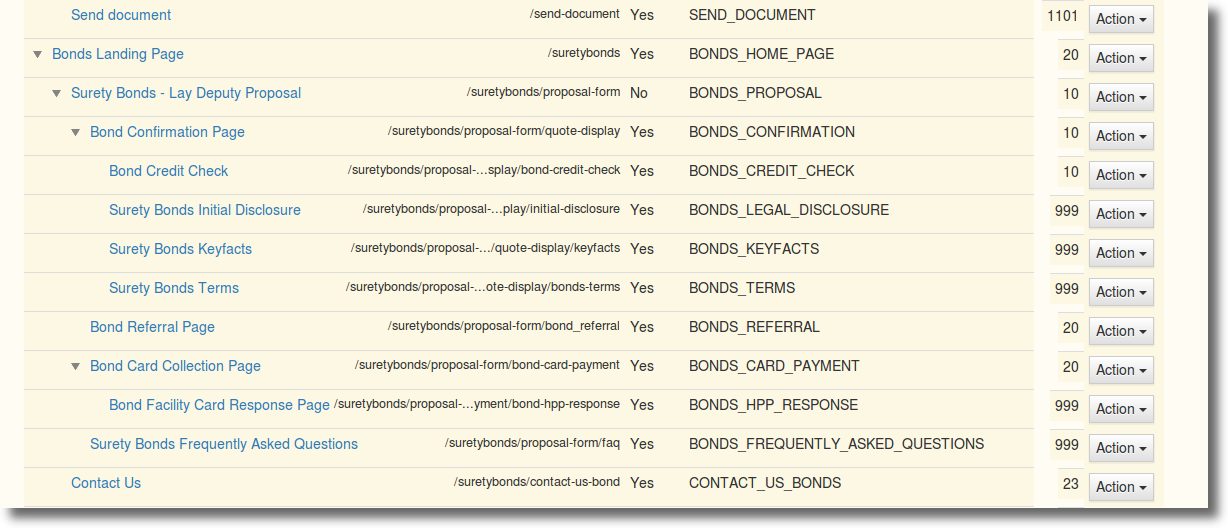 Send document /send-document Yes SEND_DOCUMENT 1101 Action
Bonds Landing Page /suretybonds Yes BONDS_HOME_PAGE 20 Action
Surety Bonds - Lay Deputy Proposal /suretybonds/proposal-form No BONDS_PROPOSAL 10 Action
Bond Confirmation Page /suretybonds/proposal-form/quote-display Yes BONDS_CONFIRMATION 10 Action
Bond Credit Check /suretybonds/proposal-...splay/bond-credit-check Yes BONDS_CREDIT_CHECK 10 Action
Surety Bonds Initial Disclosure /suretybonds/proposal-...play/initial-disclosure Yes BONDS_LEGAL_DISCLOSURE 999 Action
Surety Bonds Keyfacts /suretybonds/proposal-.../quote-display/keyfacts Yes BONDS_KEYFACTS 999 Action
Surety Bonds Terms /suretybonds/proposal-...ote-display/bonds-terms Yes BONDS_TERMS 999 Action
Bond Referral Page /suretybonds/proposal-form/bond_referral Yes BONDS_REFERRAL 20 Action
Bond Card Collection Page /suretybonds/proposal-form/bond-card-payment Yes BONDS_CARD_PAYMENT 20 Action
Bond Facility Card Response Page /suretybonds/proposal-...yment/bond-hpp-response Yes BONDS_HPP_RESPONSE 999 Action
Surety Bonds Frequently Asked Questions /suretybonds/proposal-form/faq Yes BONDS_FREQUENTLY_ASKED_QUESTIONS 999 Action
Contact Us /suretybonds/contact-us-bond Yes CONTACT_US_BONDS 23 Action